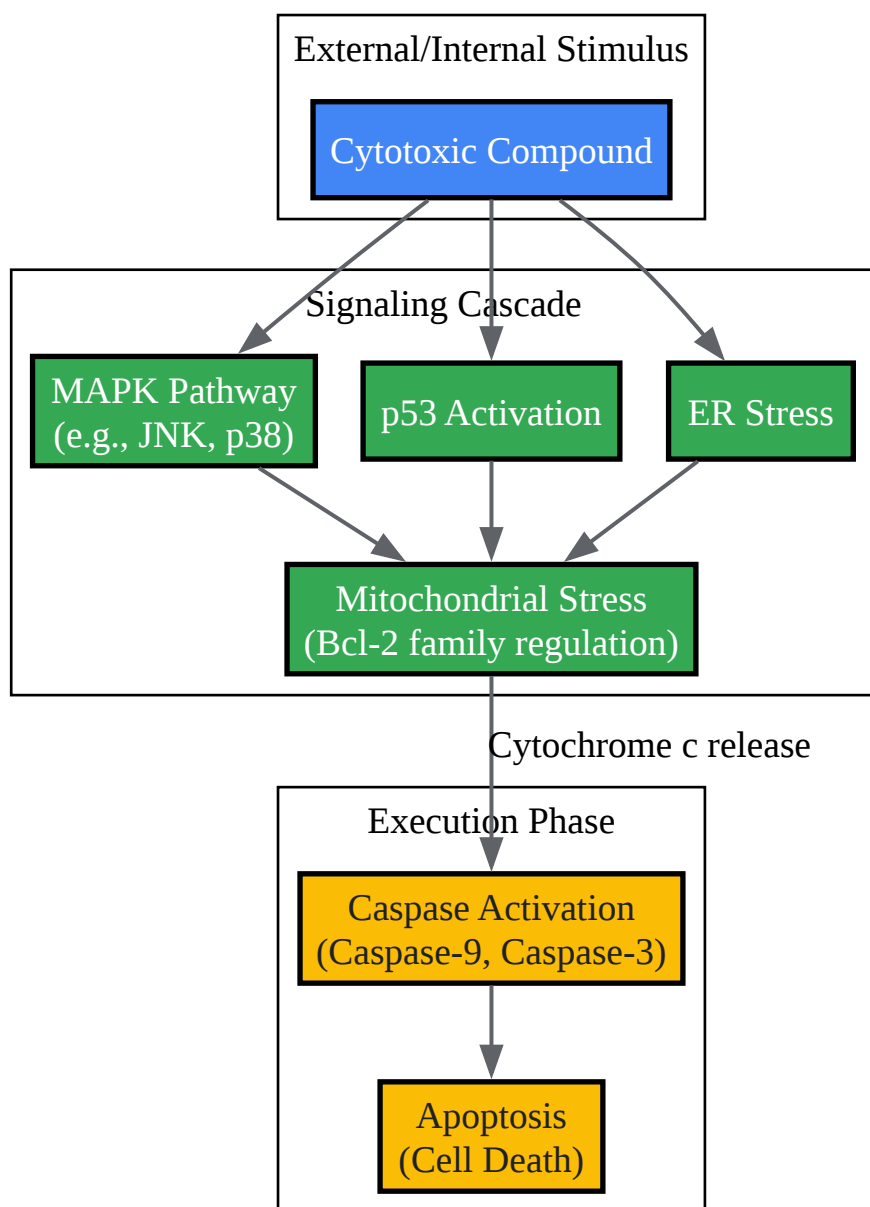 External/Internal Stimulus
Cytotoxic Compound
Signaling Cascade
MAPK Pathway
(e.g., JNK, p38)
p53 Activation
ER Stress
Mitochondrial Stress
(Bcl-2 family regulation)
Cytochrome c release
Execution Phase
Caspase Activation
(Caspase-9, Caspase-3)
Apoptosis
(Cell Death)